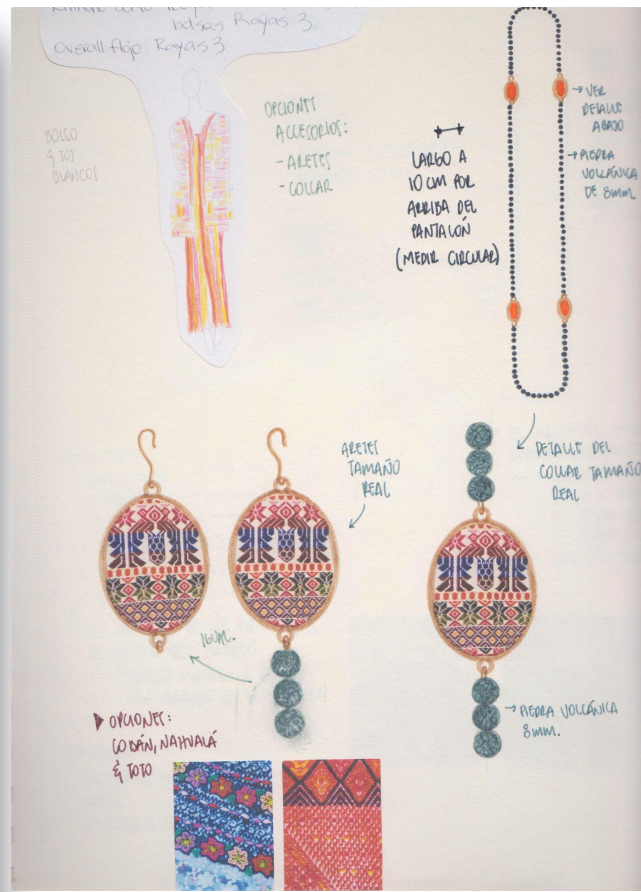 bolsas Rayas 3
Overall flojo: Rayas 3
BOLSO
& TOTO
BLANCOS
OPCIONES
ACCESORIOS:
- ARETES
- COLLAR
LARGO A
10 CM POR
ARRIBA DEL
PANTALÓN
(MEDIR CIRCULAR)
VER
DETALLE
ABAJO
PIEDRA
VOLCÁNICA
DE 8MM.
ARETES
TAMAÑO
REAL
DETALLE DEL
COLLAR TAMAÑO
REAL
IGUAL.
OPCIONES:
COBÁN, NAHUALÁ
& TOTO
PIEDRA VOLCÁNICA
8MM.